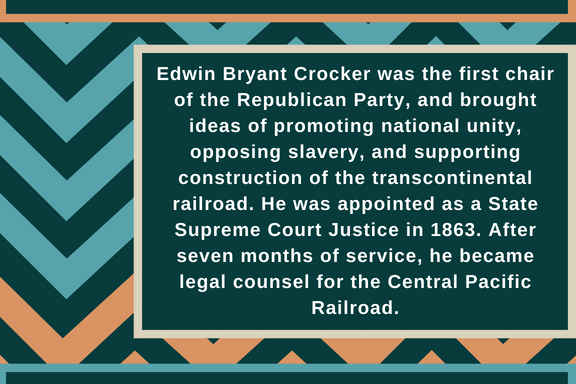 Edwin Bryant Crocker was the first chair
of the Republican Party, and brought
ideas of promoting national unity,
opposing slavery, and supporting
construction of the transcontinental
railroad. He was appointed as a State
Supreme Court Justice in 1863. After
seven months of service, he became
legal counsel for the Central Pacific
Railroad.